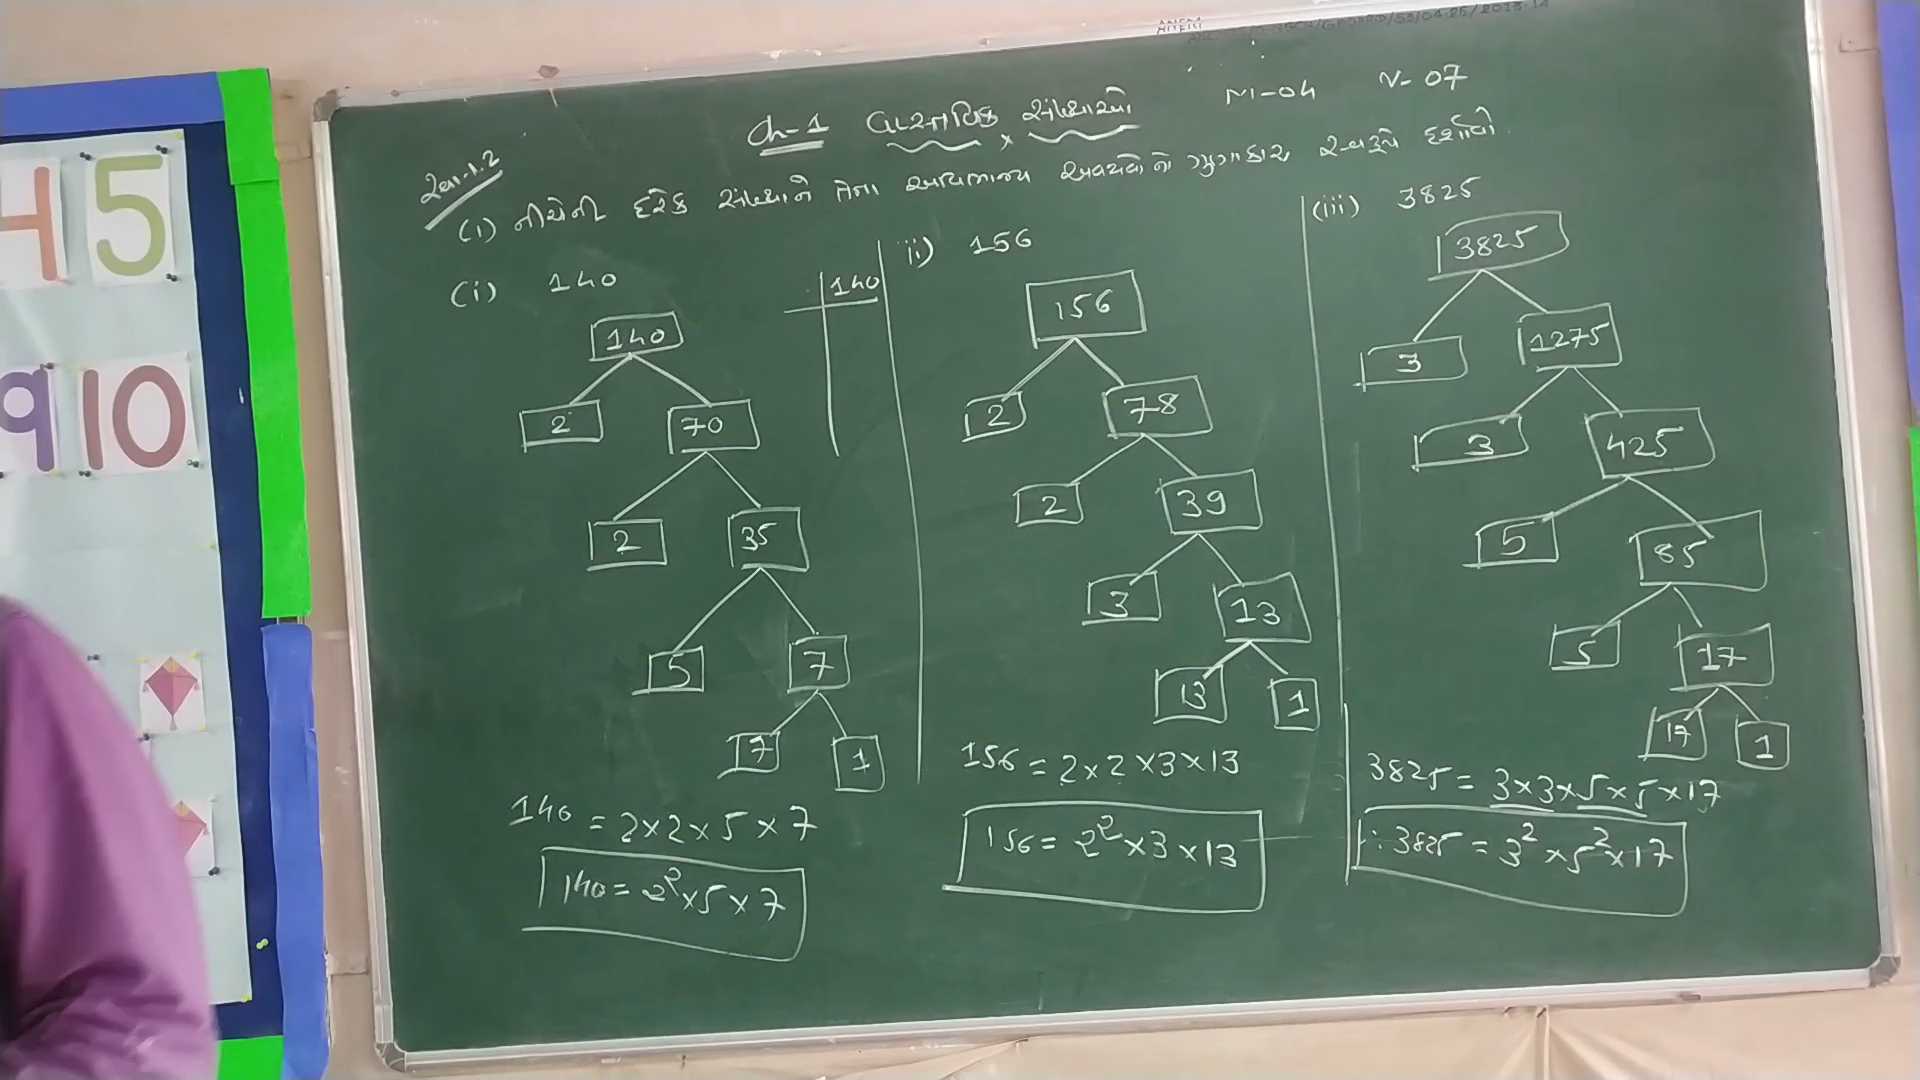 Ch-1 વાસ્તવિક સંખ્યાઓ M-04 V-07
સ્વા.1.2
(1) નીચેની દરેક સંખ્યાને તેના અવિભાજ્ય અવયવોના ગુણાકાર સ્વરૂપે દર્શાવો.
(i) 140
140
140
2 70
2 35
5 7
7 1
140 = 2×2×5×7
140 = 2²×5×7
ii) 156
156
2 78
2 39
3 13
13 1
156 = 2×2×3×13
156 = 2²×3×13
(iii) 3825
3825
3 1275
3 425
5 85
5 17
17 1
3825 = 3×3×5×5×17
∴ 3825 = 3²×5²×17
45
9 10